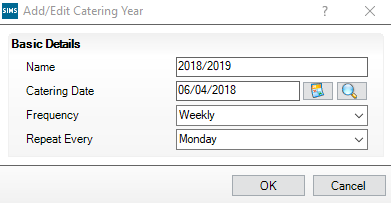 SIMS Add/Edit Catering Year ?
Basic Details
Name 2018/2019
Catering Date 06/04/2018
Frequency Weekly
Repeat Every Monday
OK Cancel